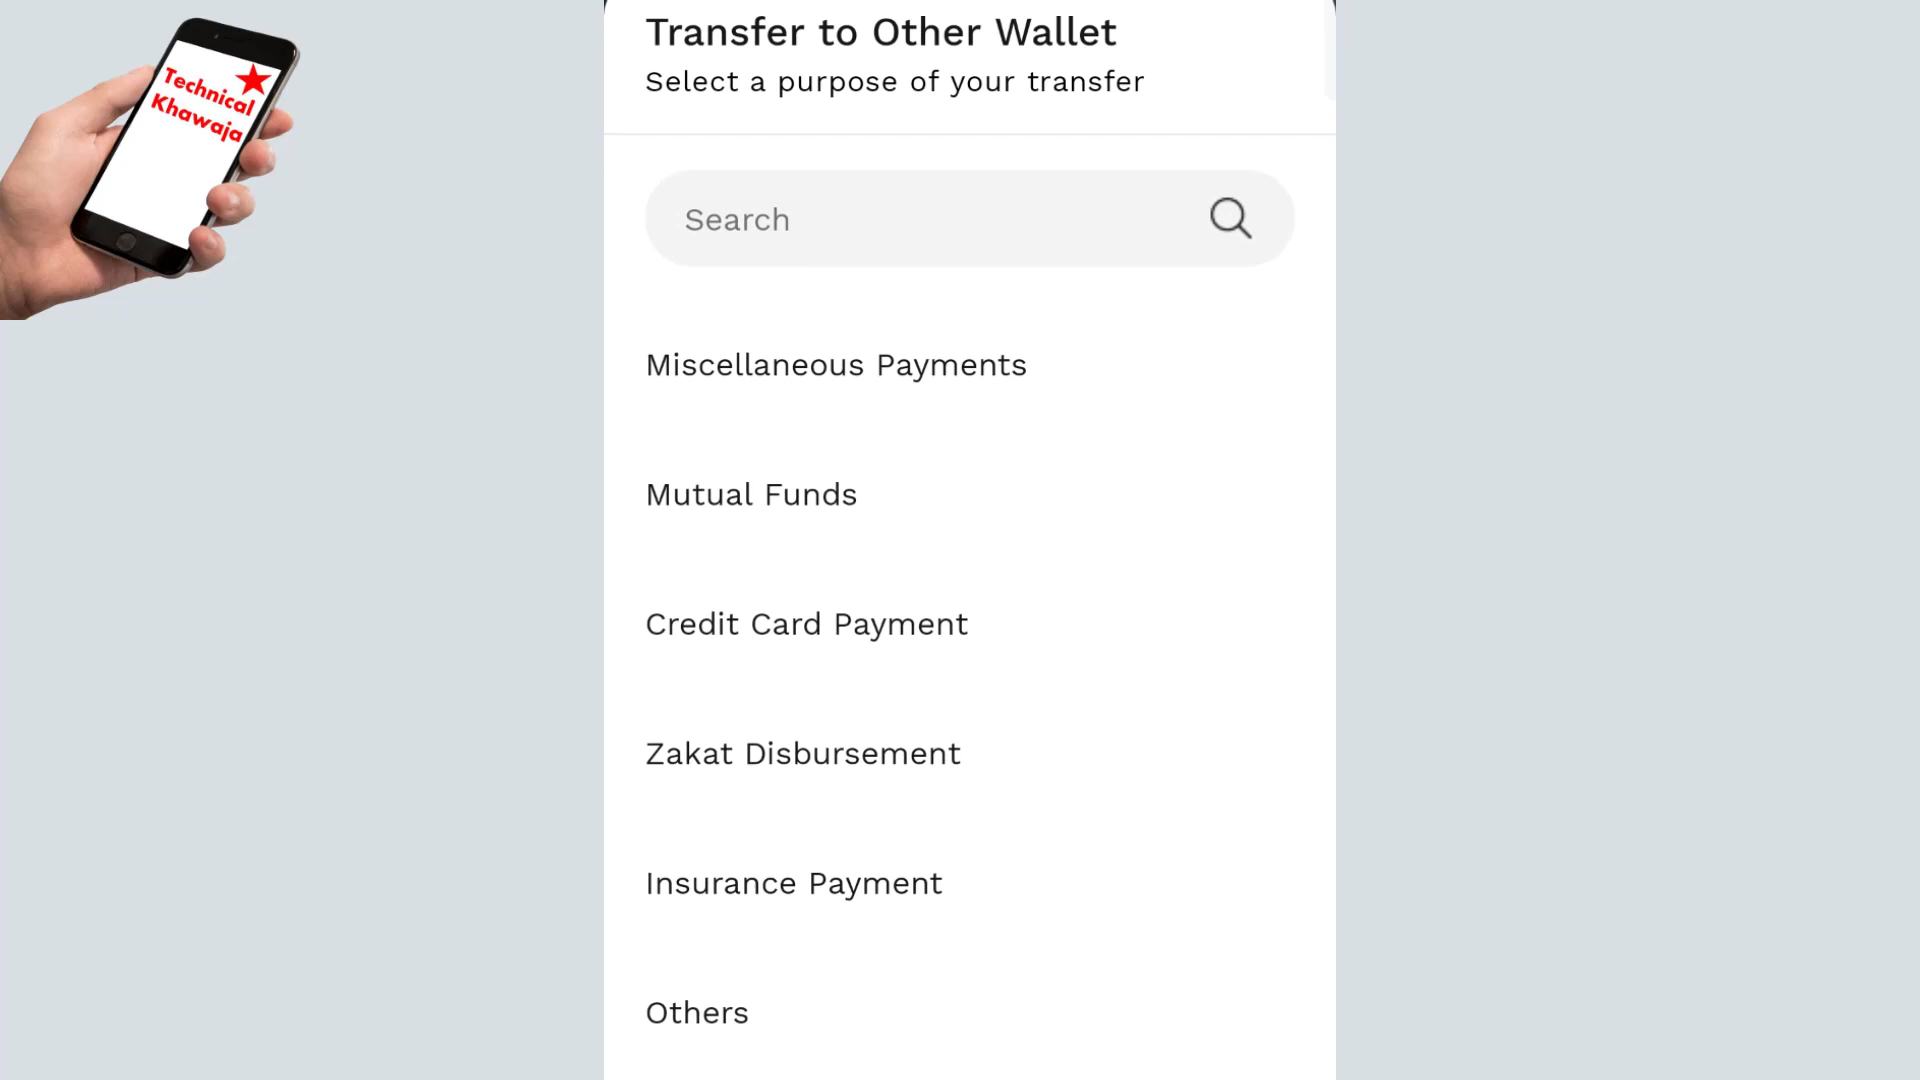 Technical
Khawaja
Transfer to Other Wallet
Select a purpose of your transfer
Search
Miscellaneous Payments
Mutual Funds
Credit Card Payment
Zakat Disbursement
Insurance Payment
Others